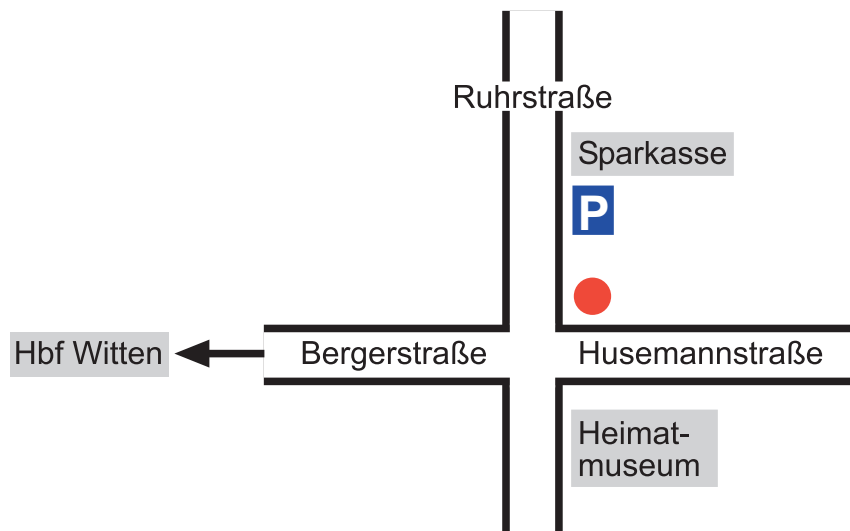 Ruhrstraße
Sparkasse
P
Hbf Witten
Bergerstraße
Husemannstraße
Heimat-
museum